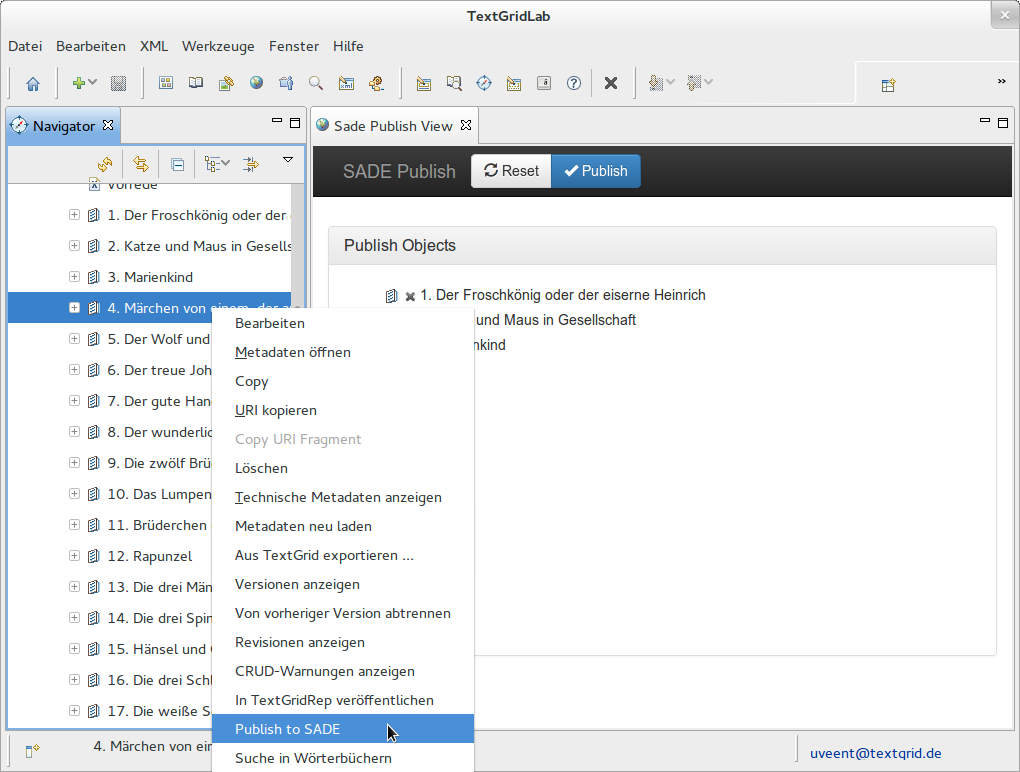 TextGridLab
Datei Bearbeiten XML Werkzeuge Fenster Hilfe
Navigator
Sade Publish View
SADE Publish Reset Publish
Vorrede
1. Der Froschkönig oder der
2. Katze und Maus in Gesells
3. Marienkind
4. Märchen von einem, der a
5. Der Wolf und
6. Der treue Joh
7. Der gute Han
8. Der wunderlic
9. Die zwölf Brü
10. Das Lumpen
11. Brüderchen
12. Rapunzel
13. Die drei Män
14. Die drei Spin
15. Hänsel und
16. Die drei Schl
17. Die weiße S
Publish Objects
1. Der Froschkönig oder der eiserne Heinrich
und Maus in Gesellschaft
nkind
Bearbeiten
Metadaten öffnen
Copy
URI kopieren
Copy URI Fragment
Löschen
Technische Metadaten anzeigen
Metadaten neu laden
Aus TextGrid exportieren ...
Versionen anzeigen
Von vorheriger Version abtrennen
Revisionen anzeigen
CRUD-Warnungen anzeigen
In TextGridRep veröffentlichen
Publish to SADE
Suche in Wörterbüchern
4. Märchen von ein
uveent@textgrid.de